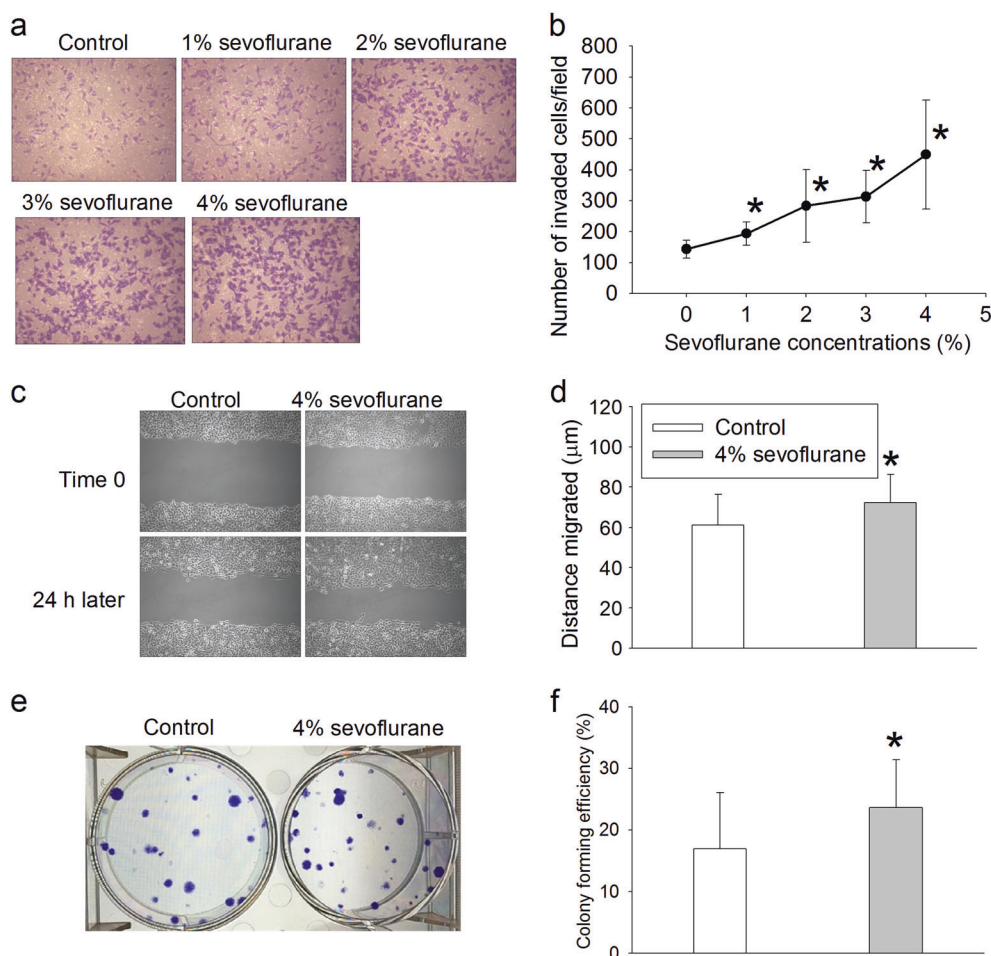 a
Control
1% sevoflurane
2% sevoflurane
3% sevoflurane
4% sevoflurane
b
Number of invaded cells/field
800
700
600
500
400
300
200
100
0
*
*
*
*
0 1 2 3 4 5
Sevoflurane concentrations (%)
c
Control
4% sevoflurane
Time 0
24 h later
d
Distance migrated (μm)
120
100
80
60
40
20
0
Control
4% sevoflurane
*
e
Control
4% sevoflurane
f
Colony forming efficiency (%)
40
30
20
10
0
*